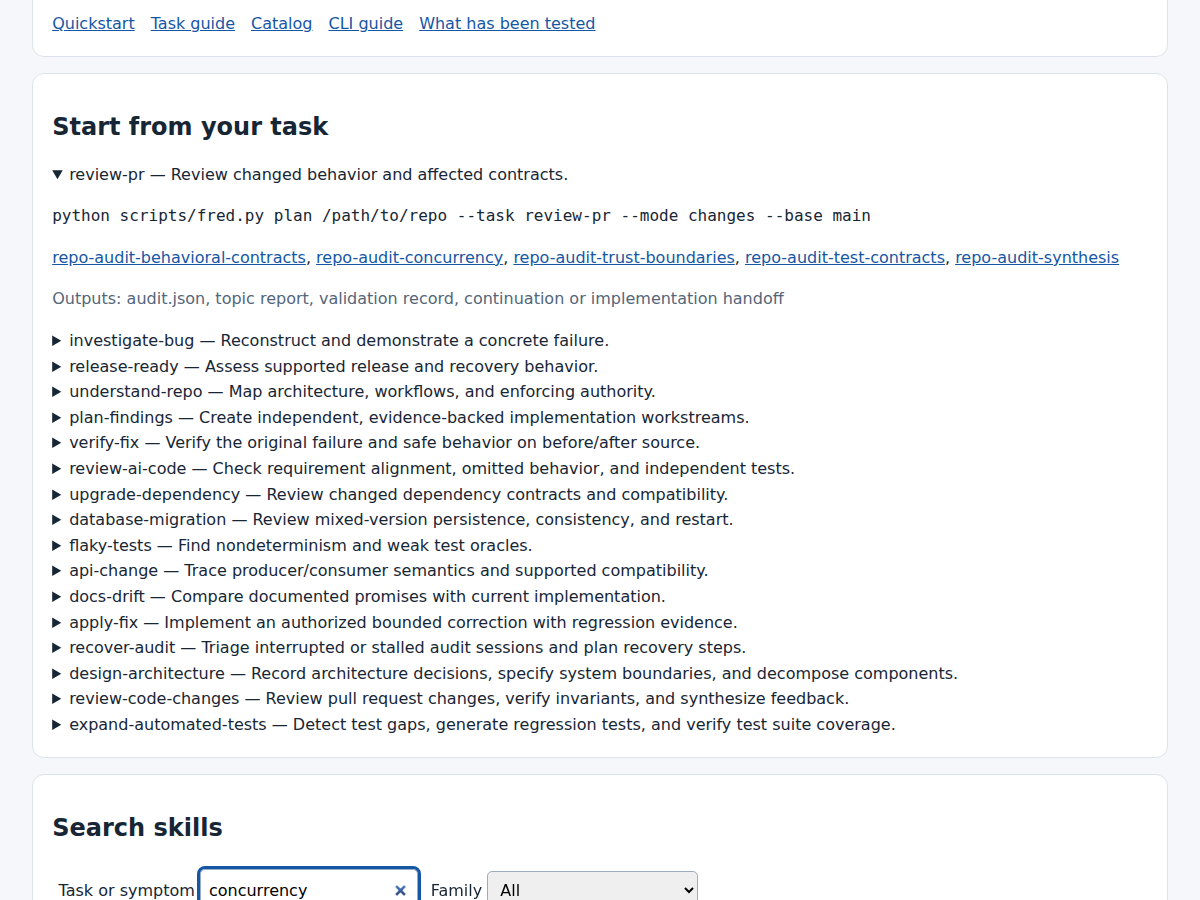 Quickstart Task guide Catalog CLI guide What has been tested
Start from your task
▼ review-pr — Review changed behavior and affected contracts.
python scripts/fred.py plan /path/to/repo --task review-pr --mode changes --base main
repo-audit-behavioral-contracts, repo-audit-concurrency, repo-audit-trust-boundaries, repo-audit-test-contracts, repo-audit-synthesis
Outputs: audit.json, topic report, validation record, continuation or implementation handoff
▶ investigate-bug — Reconstruct and demonstrate a concrete failure.
▶ release-ready — Assess supported release and recovery behavior.
▶ understand-repo — Map architecture, workflows, and enforcing authority.
▶ plan-findings — Create independent, evidence-backed implementation workstreams.
▶ verify-fix — Verify the original failure and safe behavior on before/after source.
▶ review-ai-code — Check requirement alignment, omitted behavior, and independent tests.
▶ upgrade-dependency — Review changed dependency contracts and compatibility.
▶ database-migration — Review mixed-version persistence, consistency, and restart.
▶ flaky-tests — Find nondeterminism and weak test oracles.
▶ api-change — Trace producer/consumer semantics and supported compatibility.
▶ docs-drift — Compare documented promises with current implementation.
▶ apply-fix — Implement an authorized bounded correction with regression evidence.
▶ recover-audit — Triage interrupted or stalled audit sessions and plan recovery steps.
▶ design-architecture — Record architecture decisions, specify system boundaries, and decompose components.
▶ review-code-changes — Review pull request changes, verify invariants, and synthesize feedback.
▶ expand-automated-tests — Detect test gaps, generate regression tests, and verify test suite coverage.
Search skills
Task or symptom concurrency × Family All